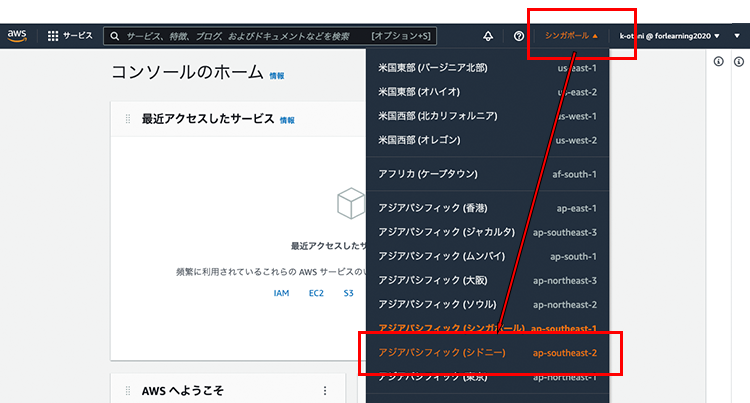 aws
サービス
サービス、特徴、ブログ、およびドキュメントなどを検索
[オプション+S]
シンガポール
k-otani @ forlearning2020
コンソールのホーム 情報
最近アクセスしたサービス 情報
最近アクセスしたサ
頻繁に利用されているこれらの AWS サービスのい
IAM EC2 S3
AWS へようこそ
米国東部 (バージニア北部) us-east-1
米国東部 (オハイオ) us-east-2
米国西部 (北カリフォルニア) us-west-1
米国西部 (オレゴン) us-west-2
アフリカ (ケープタウン) af-south-1
アジアパシフィック (香港) ap-east-1
アジアパシフィック (ジャカルタ) ap-southeast-3
アジアパシフィック (ムンバイ) ap-south-1
アジアパシフィック (大阪) ap-northeast-3
アジアパシフィック (ソウル) ap-northeast-2
アジアパシフィック (シンガポール) ap-southeast-1
アジアパシフィック (シドニー) ap-southeast-2
アジアパシフィック (東京) ap-northeast-1